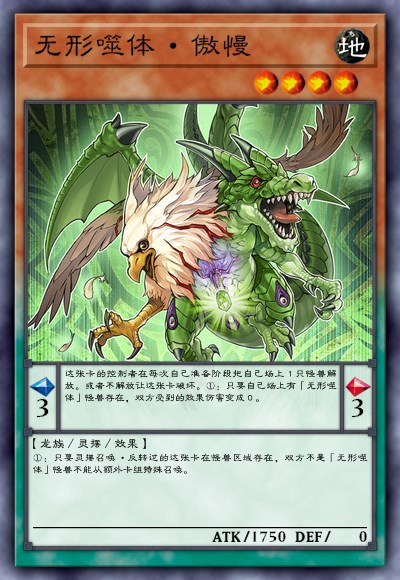 无形噬体・傲慢
地
这张卡的控制者在每次自己准备阶段把自己场上1只怪兽解
放。或者不解放让这张卡破坏。①：只要自己场上有「无形噬
体」怪兽存在，双方受到的效果伤害变成0。
3
3
【龙族／灵摆／效果】
①：只要灵摆召唤・反转过的这张卡在怪兽区域存在，双方不是「无形噬
体」怪兽不能从额外卡组特殊召唤。
ATK/1750 DEF/ 0